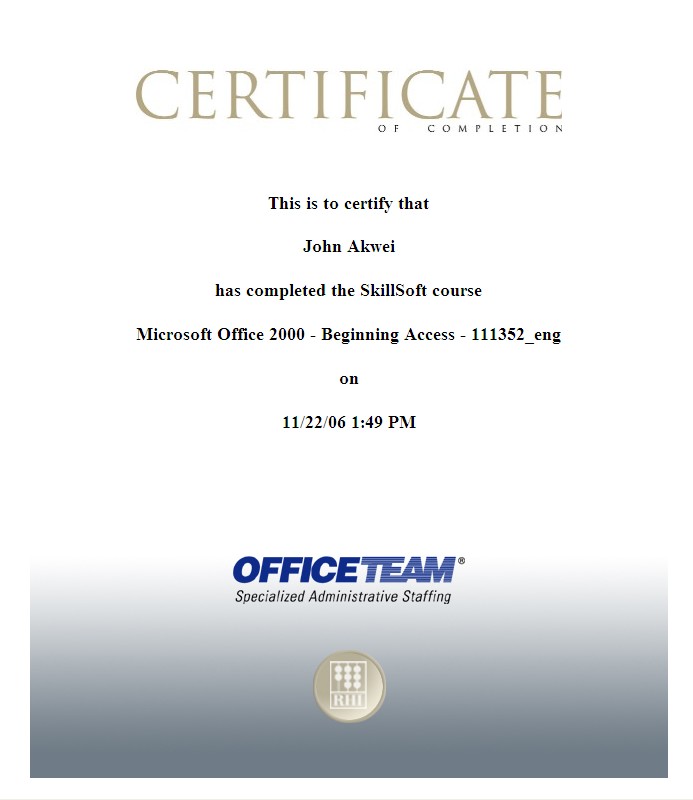 CERTIFICATE
OF COMPLETION
This is to certify that
John Akwei
has completed the SkillSoft course
Microsoft Office 2000 - Beginning Access - 111352_eng
on
11/22/06 1:49 PM
OFFICETEAM®
Specialized Administrative Staffing
RHI